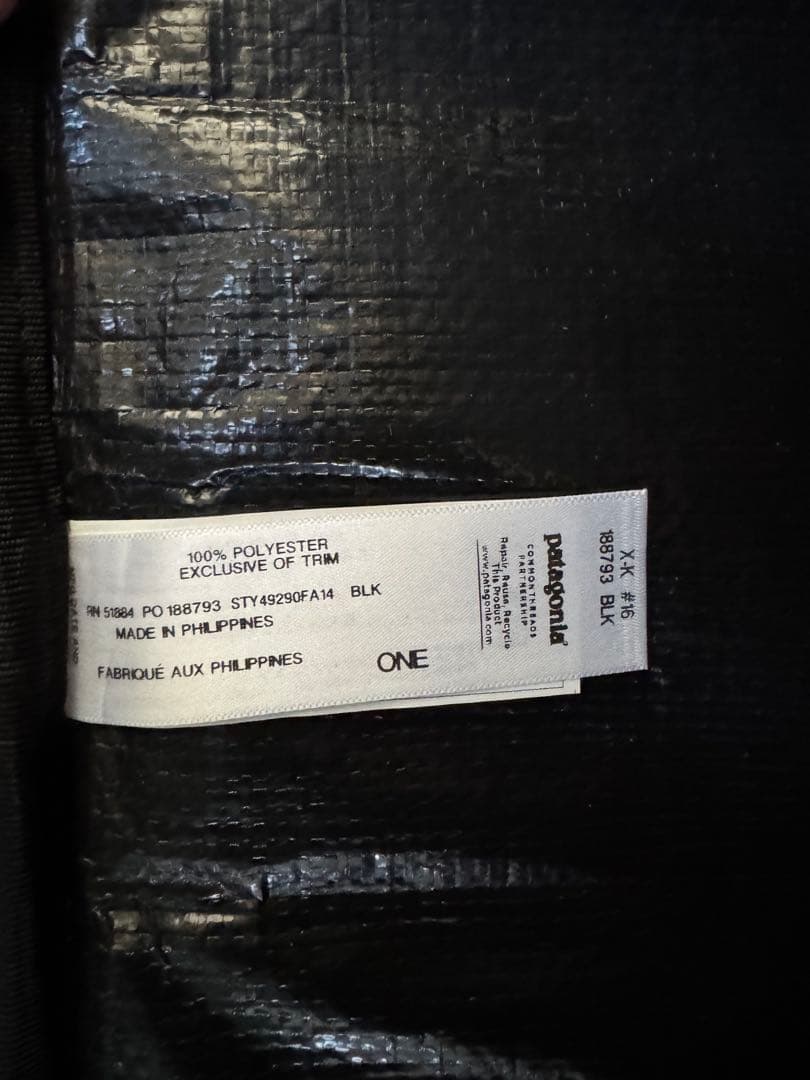 100% POLYESTER
EXCLUSIVE OF TRIM
RN 51884 PO 188793 STY49290FA14 BLK
MADE IN PHILIPPINES
FABRIQUÉ AUX PHILIPPINES
ONE
X-K #16
188793 BLK
patagonia®
COMMON THREADS
PARTNERSHIP
Repair, Reuse, Recycle
This Product
www.patagonia.com